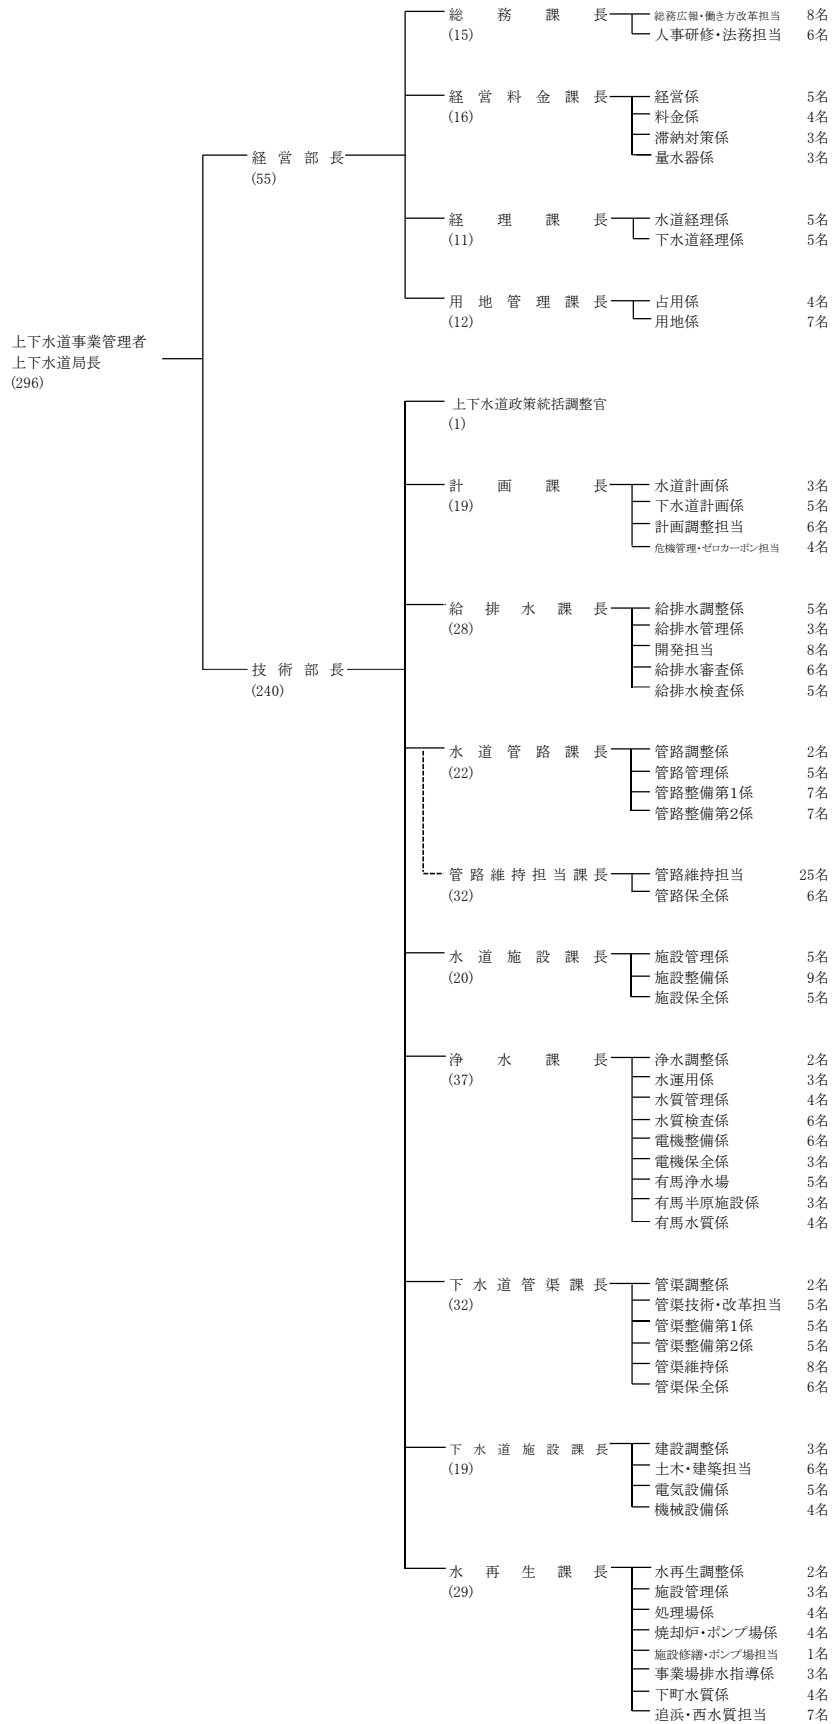 上下水道事業管理者
上下水道局長
(296)
経営部長
(55)
総務課長
(15)
総務広報・働き方改革担当 8名
人事研修・法務担当 6名
経営料金課長
(16)
経営係 5名
料金係 4名
滞納対策係 3名
量水器係 3名
経理課長
(11)
水道経理係 5名
下水道経理係 5名
用地管理課長
(12)
占用係 4名
用地係 7名
技術部長
(240)
上下水道政策統括調整官
(1)
計画課長
(19)
水道計画係 3名
下水道計画係 5名
計画調整担当 6名
危機管理・ゼロカーボン担当 4名
給排水課長
(28)
給排水調整係 5名
給排水管理係 3名
開発担当 8名
給排水審査係 6名
給排水検査係 5名
水道管路課長
(22)
管路調整係 2名
管路管理係 5名
管路整備第1係 7名
管路整備第2係 7名
管路維持担当課長
(32)
管路維持担当 25名
管路保全係 6名
水道施設課長
(20)
施設管理係 5名
施設整備係 9名
施設保全係 5名
浄水課長
(37)
浄水調整係 2名
水運用係 3名
水質管理係 4名
水質検査係 6名
電機整備係 6名
電機保全係 3名
有馬浄水場 5名
有馬半原施設係 3名
有馬水質係 4名
下水道管渠課長
(32)
管渠調整係 2名
管渠技術・改革担当 5名
管渠整備第1係 5名
管渠整備第2係 5名
管渠維持係 8名
管渠保全係 6名
下水道施設課長
(19)
建設調整係 3名
土木・建築担当 6名
電気設備係 5名
機械設備係 4名
水再生課長
(29)
水再生調整係 2名
施設管理係 3名
処理場係 4名
焼却炉・ポンプ場係 4名
施設修繕・ポンプ場担当 1名
事業場排水指導係 3名
下町水質係 4名
追浜・西水質担当 7名